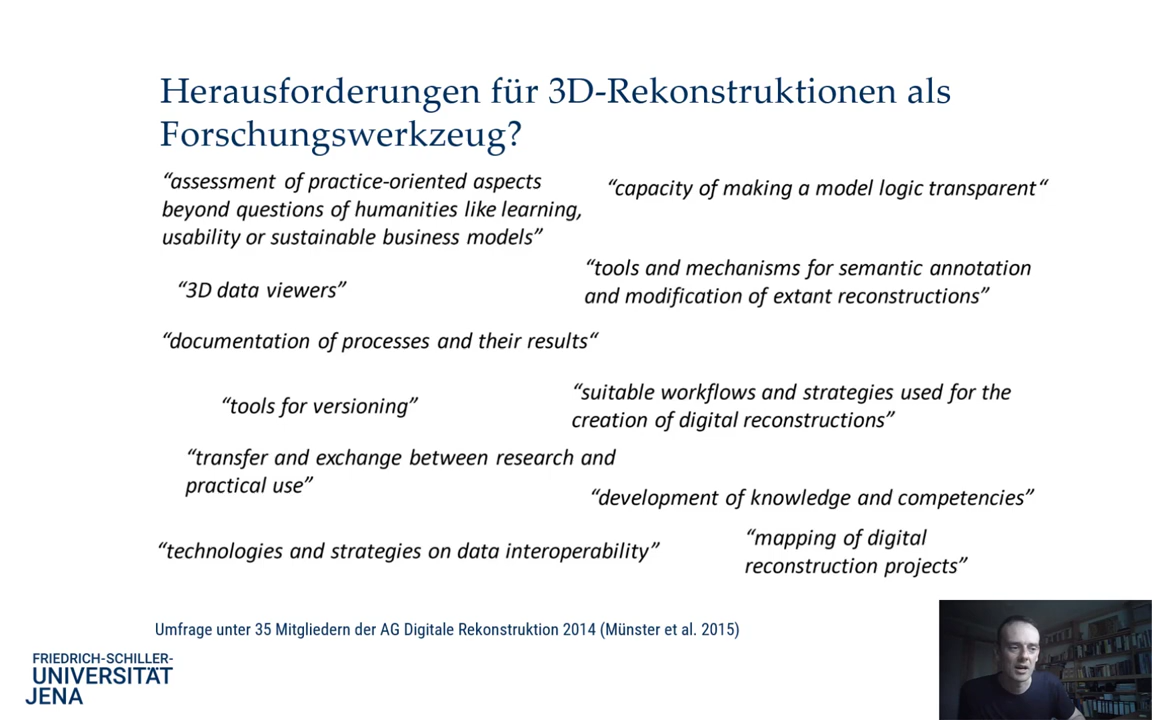 Herausforderungen für 3D-Rekonstruktionen als
Forschungswerkzeug?
“assessment of practice-oriented aspects
beyond questions of humanities like learning,
usability or sustainable business models”
“capacity of making a model logic transparent“
“3D data viewers”
“tools and mechanisms for semantic annotation
and modification of extant reconstructions”
“documentation of processes and their results“
“tools for versioning”
“suitable workflows and strategies used for the
creation of digital reconstructions”
“transfer and exchange between research and
practical use”
“development of knowledge and competencies”
“technologies and strategies on data interoperability”
“mapping of digital
reconstruction projects”
Umfrage unter 35 Mitgliedern der AG Digitale Rekonstruktion 2014 (Münster et al. 2015)
FRIEDRICH-SCHILLER-
UNIVERSITÄT
JENA